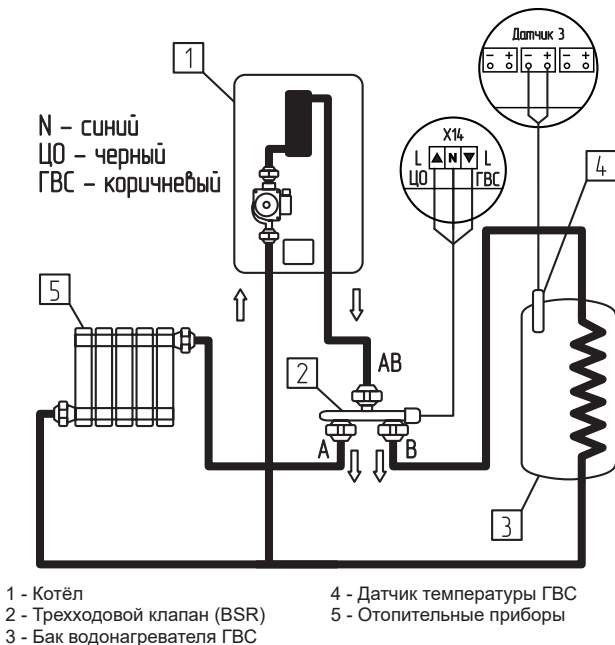 Датчик 3
- + - + - +
1
N – синий
ЦО – черный
ГВС – коричневый
X14
L ▲ N ▼ L
ЦО ГВС
4
5
AB
2
A B
3
1 - Котёл
2 - Трехходовой клапан (BSR)
3 - Бак водонагревателя ГВС
4 - Датчик температуры ГВС
5 - Отопительные приборы